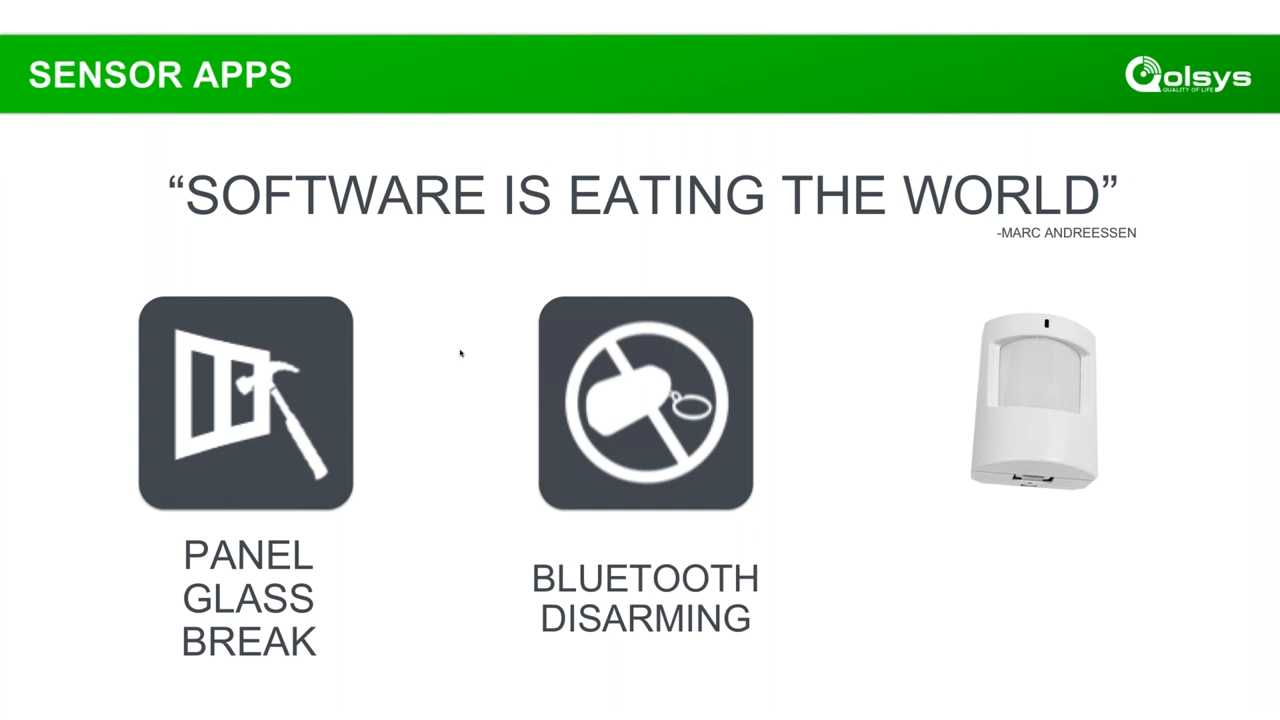 SENSOR APPS
Qolsys
QUALITY OF LIFE
“SOFTWARE IS EATING THE WORLD”
-MARC ANDREESSEN
PANEL
GLASS
BREAK
BLUETOOTH
DISARMING